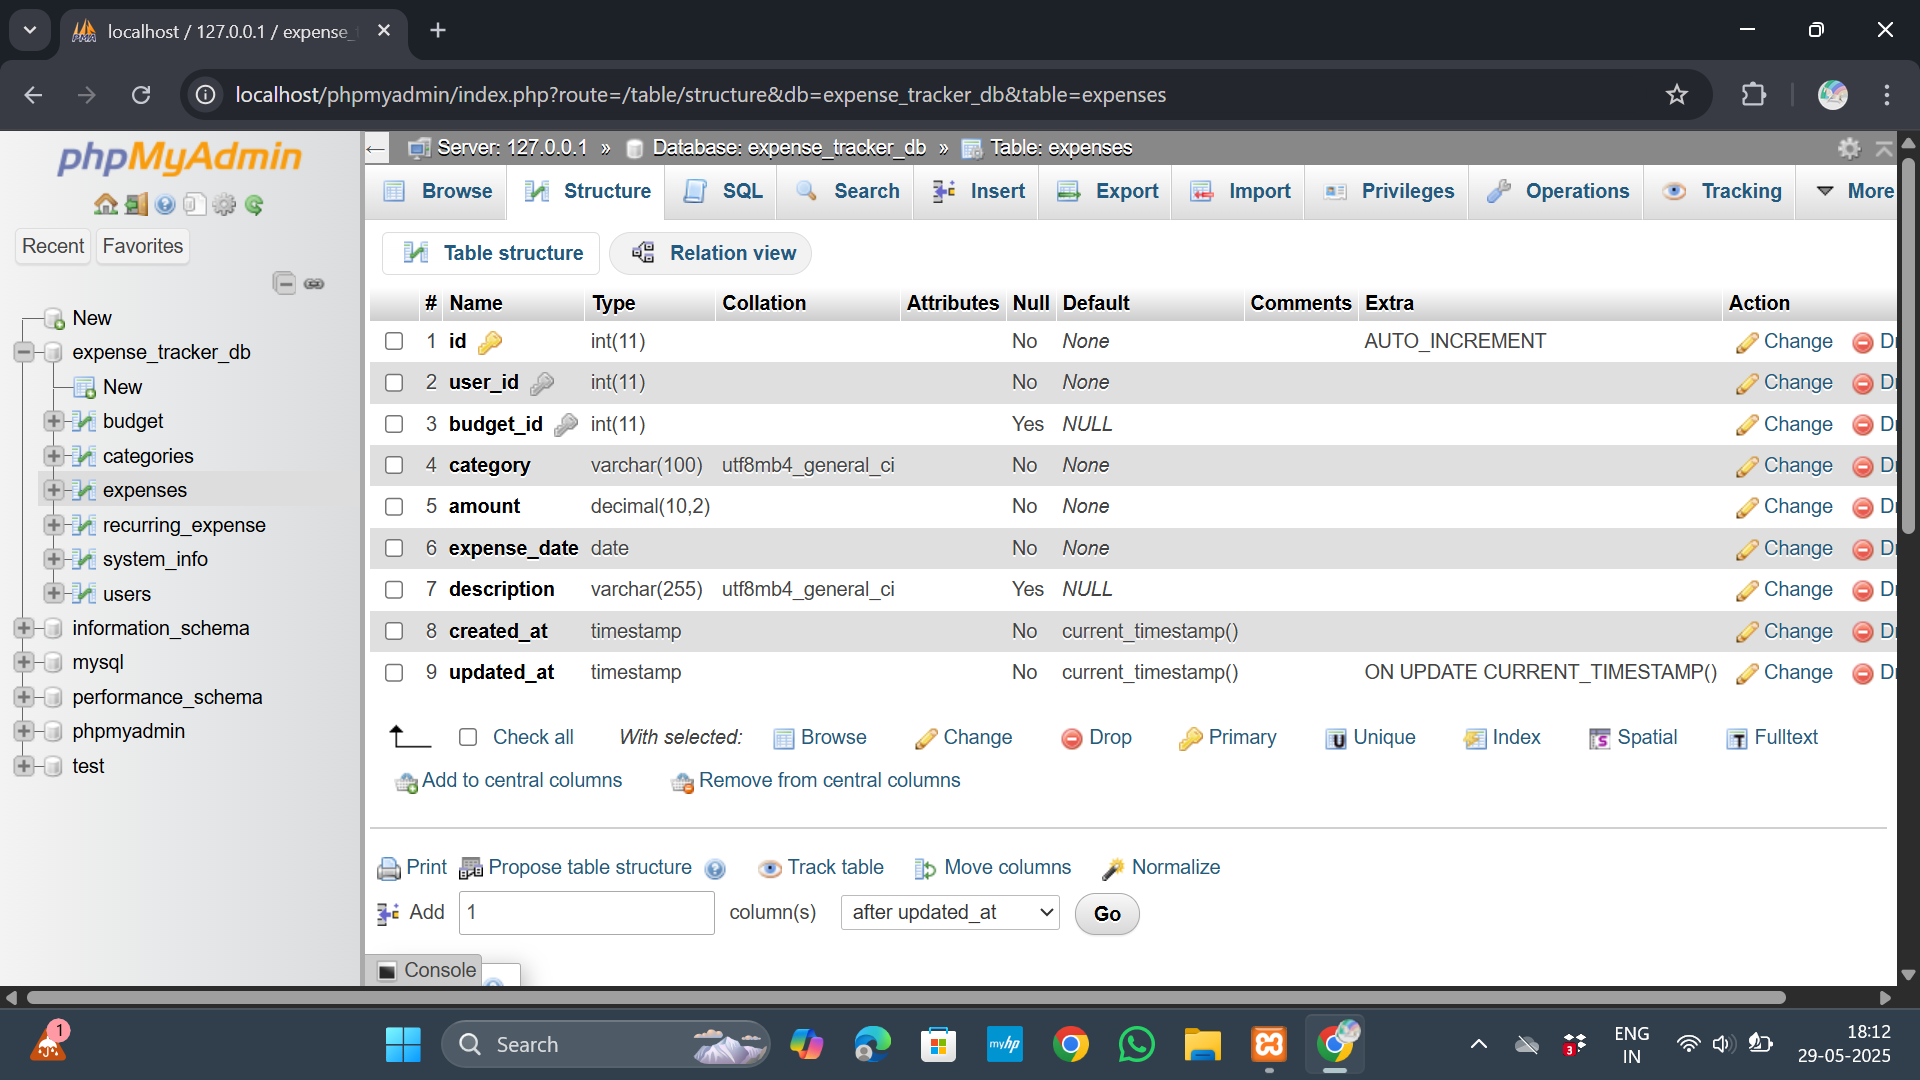 localhost / 127.0.0.1 / expense_
localhost/phpmyadmin/index.php?route=/table/structure&db=expense_tracker_db&table=expenses
phpMyAdmin
Recent Favorites
New
expense_tracker_db
New
budget
categories
expenses
recurring_expense
system_info
users
information_schema
mysql
performance_schema
phpmyadmin
test
Server: 127.0.0.1 » Database: expense_tracker_db » Table: expenses
Browse Structure SQL Search Insert Export Import Privileges Operations Tracking More
Table structure Relation view
# Name Type Collation Attributes Null Default Comments Extra Action
1 id int(11) No None AUTO_INCREMENT Change
2 user_id int(11) No None Change
3 budget_id int(11) Yes NULL Change
4 category varchar(100) utf8mb4_general_ci No None Change
5 amount decimal(10,2) No None Change
6 expense_date date No None Change
7 description varchar(255) utf8mb4_general_ci Yes NULL Change
8 created_at timestamp No current_timestamp() Change
9 updated_at timestamp No current_timestamp() ON UPDATE CURRENT_TIMESTAMP() Change
Check all With selected: Browse Change Drop Primary Unique Index Spatial Fulltext
Add to central columns Remove from central columns
Print Propose table structure Track table Move columns Normalize
Add 1 column(s) after updated_at Go
Console
1
Search
myhp
3
ENG
IN
18:12
29-05-2025